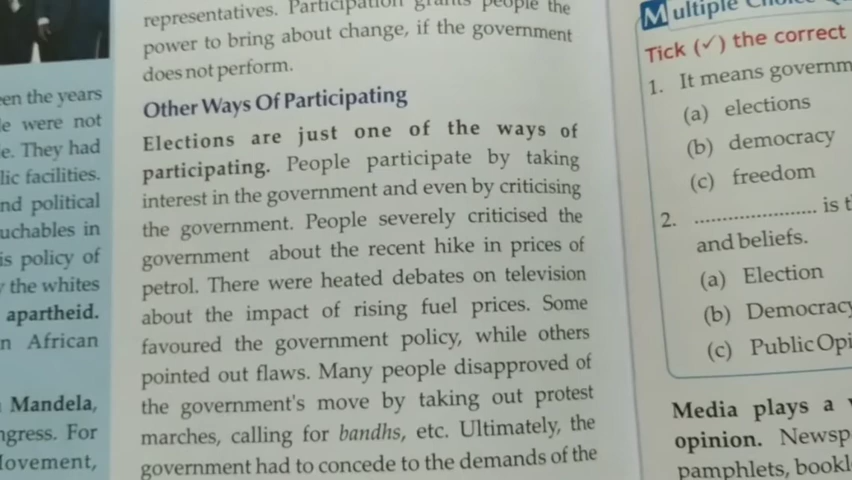 een the years
e were not
e. They had
lic facilities.
nd political
uchables in
is policy of
the whites
apartheid.
n African
Mandela,
ngress. For
Movement,
representatives. Participation grants people the
power to bring about change, if the government
does not perform.
Other Ways Of Participating
Elections are just one of the ways of
participating. People participate by taking
interest in the government and even by criticising
the government. People severely criticised the
government about the recent hike in prices of
petrol. There were heated debates on television
about the impact of rising fuel prices. Some
favoured the government policy, while others
pointed out flaws. Many people disapproved of
the government's move by taking out protest
marches, calling for bandhs, etc. Ultimately, the
government had to concede to the demands of the
Multiple
Tick (✓) the correct
1. It means governm
(a) elections
(b) democracy
(c) freedom
2. .................... is t
and beliefs.
(a) Election
(b) Democracy
(c) Public Opi
Media plays a
opinion. Newsp
pamphlets, bookl